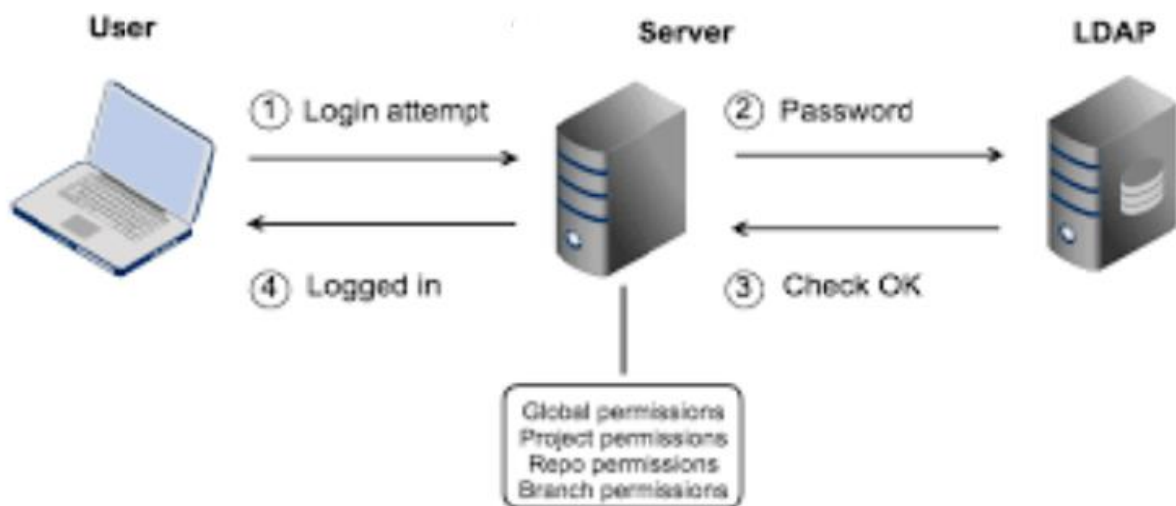 User
Server
LDAP
1 Login attempt
2 Password
4 Logged in
3 Check OK
Global permissions
Project permissions
Repo permissions
Branch permissions